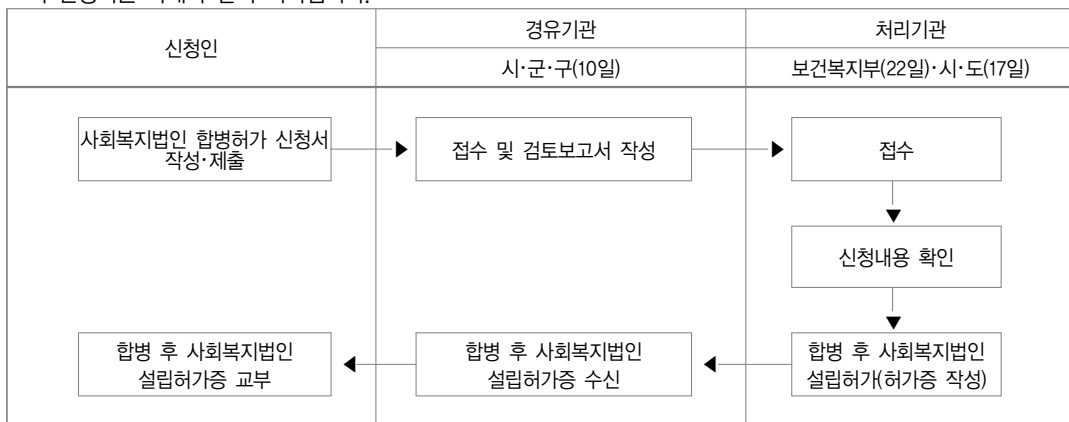 신청인
경유기관
처리기관
시·군·구(10일)
보건복지부(22일)·시·도(17일)
사회복지법인 합병허가 신청서
작성·제출
접수 및 검토보고서 작성
접수
신청내용 확인
합병 후 사회복지법인
설립허가증 교부
합병 후 사회복지법인
설립허가증 수신
합병 후 사회복지법인
설립허가(허가증 작성)